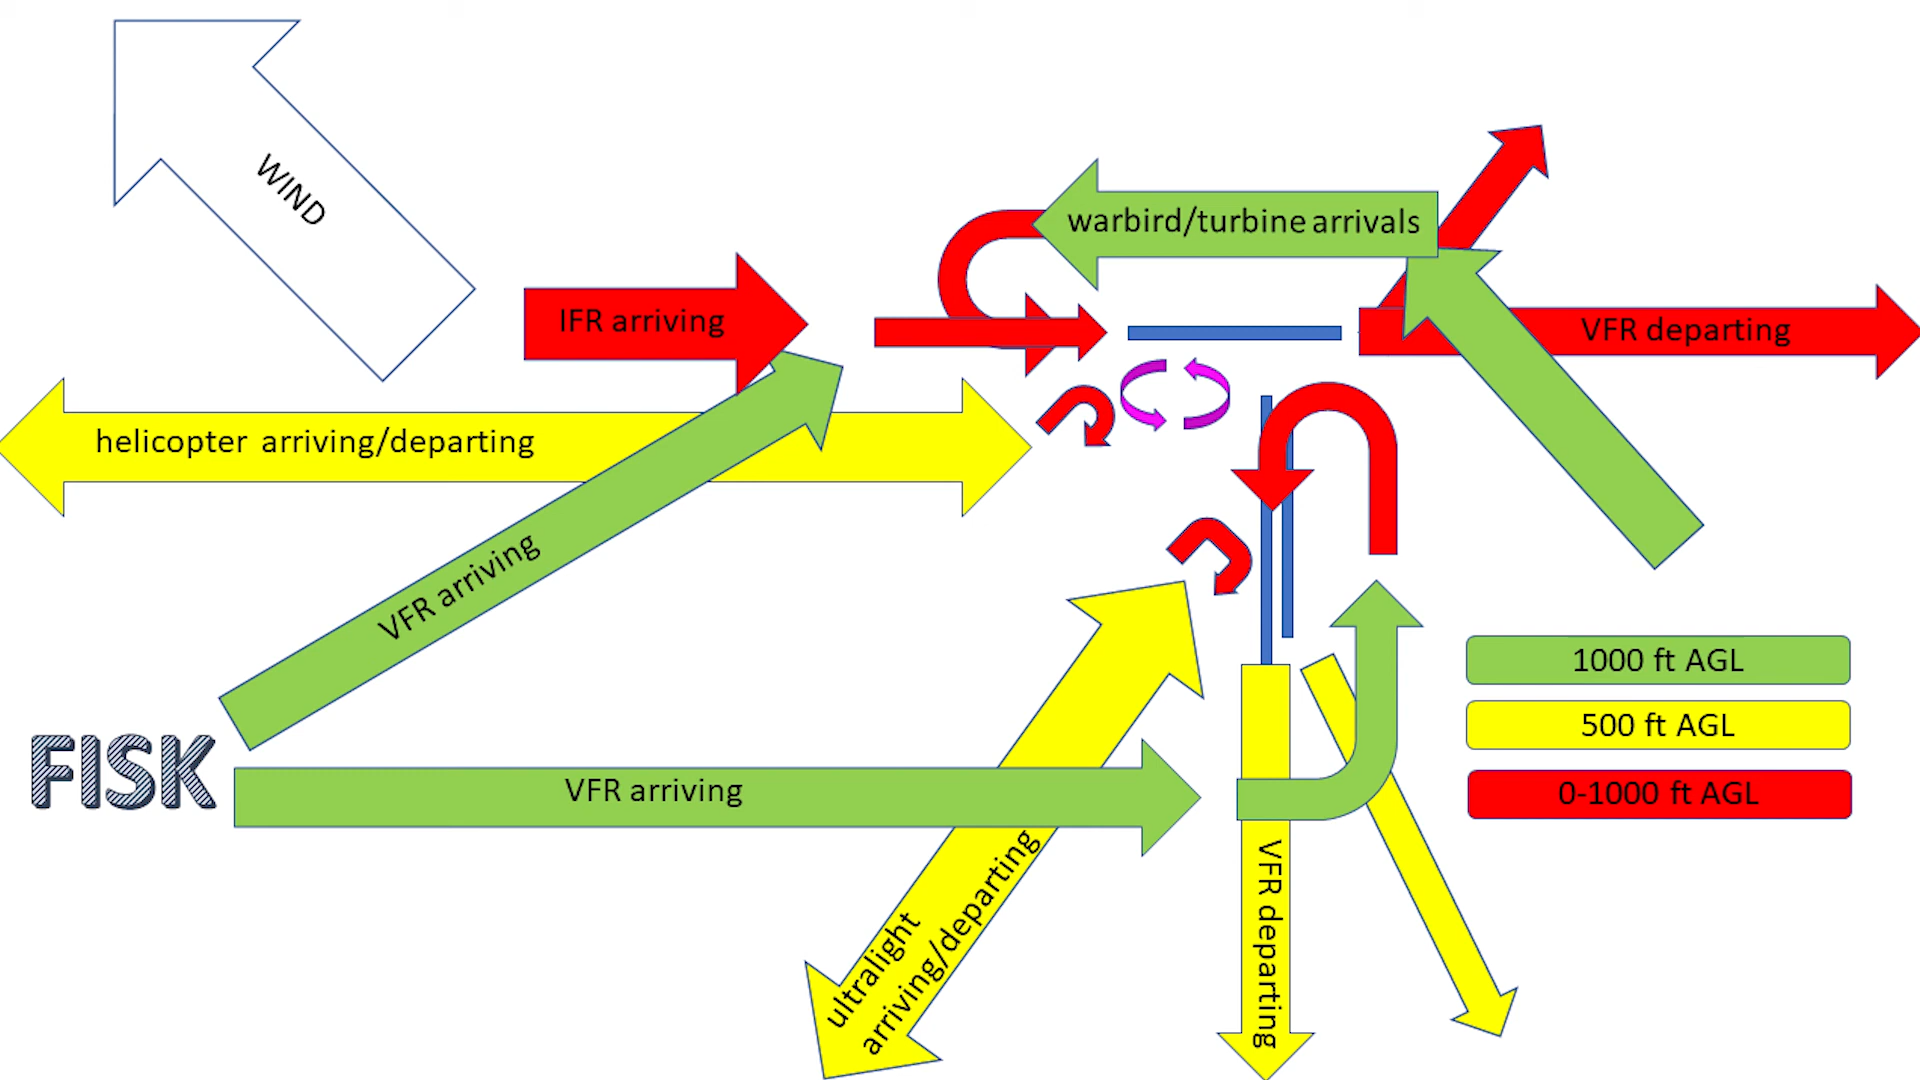 WIND
warbird/turbine arrivals
IFR arriving
VFR departing
helicopter arriving/departing
VFR arriving
FISK
VFR arriving
1000 ft AGL
500 ft AGL
0-1000 ft AGL
ultralight
arriving/departing
VFR departing